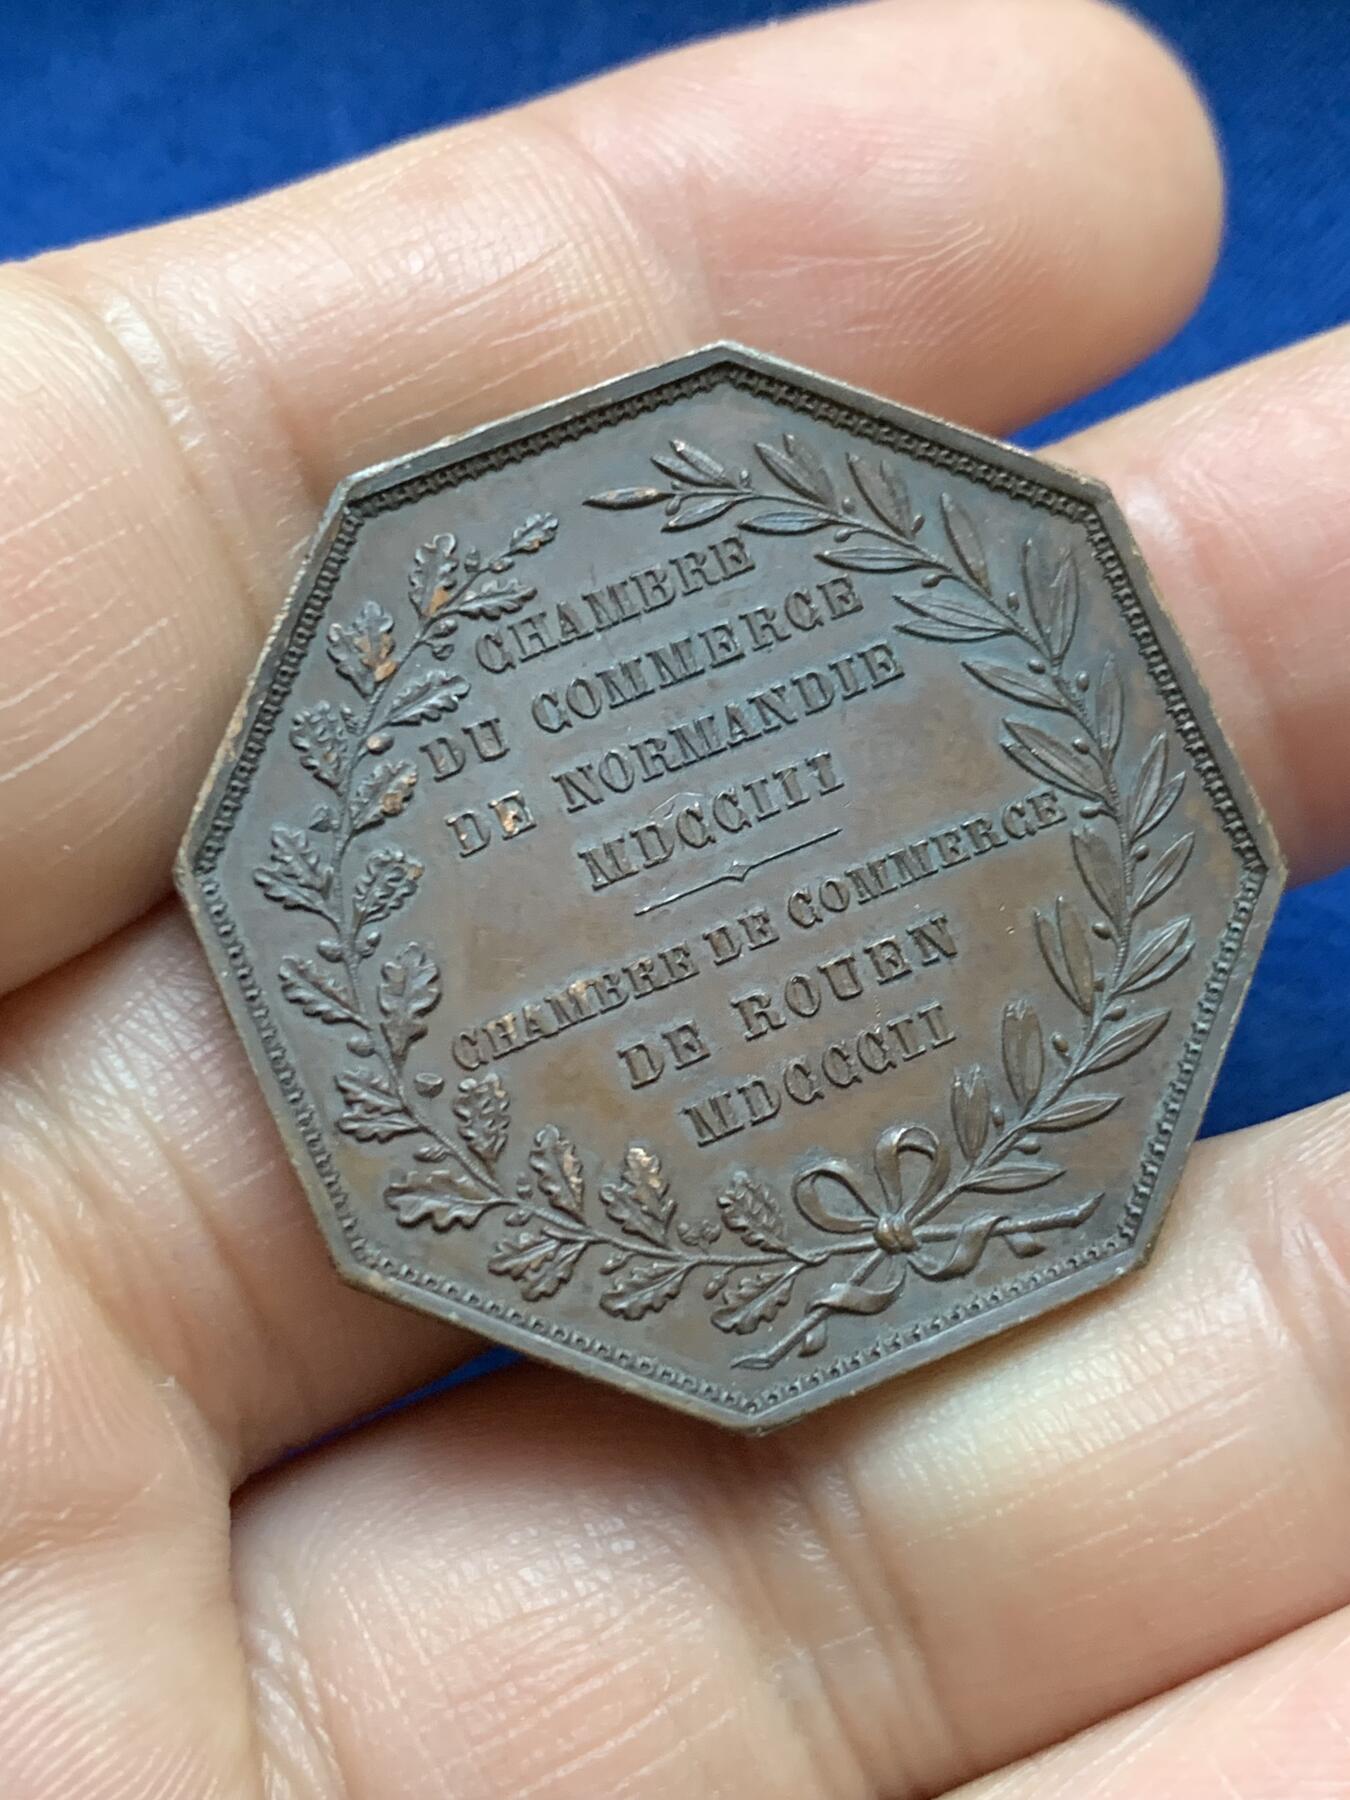 CHAMBRE
DU COMMERCE
DE NORMANDIE
MDCCIII
CHAMBRE DE COMMERCE
DE ROUEN
MDCCCII